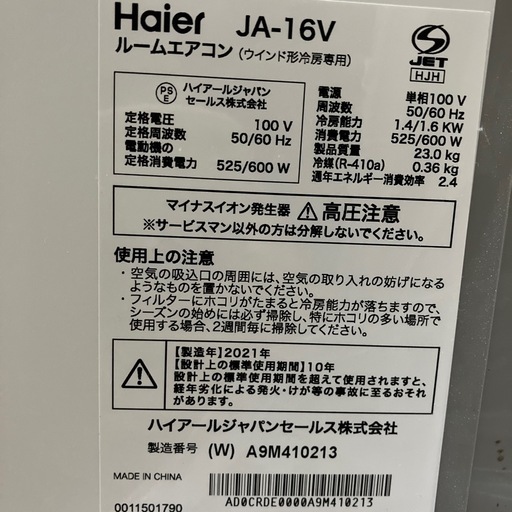 Haier JA-16V
ルームエアコン (ウインド形冷房専用)
JET
HJH
PS
E
ハイアールジャパン
セールス株式会社
定格電圧 100 V
定格周波数 50/60 Hz
電動機の
定格消費電力 525/600 W
電源 単相100 V
周波数 50/60 Hz
冷房能力 1.4/1.6 KW
消費電力 525/600 W
製品質量 23.0 kg
冷媒(R-410a) 0.36 kg
通年エネルギー消費効率 2.4
マイナスイオン発生器 高圧注意
※サービスマン以外の方は分解しないでください。
使用上の注意
・空気の吸込口の周囲には、空気の取り入れの妨げになる
ようなものを置かないでください。
・フィルターにホコリがたまると冷房能力が落ちますので、
シーズンの始めには必ず掃除し、特にホコリの多い場所で
使用する場合、2週間毎に掃除してください。
【製造年】2021年
【設計上の標準使用期間】10年
設計上の標準使用期間を超えて使用されますと、
経年劣化による発火・けが等の事故に至るおそれ
があります。
ハイアールジャパンセールス株式会社
製造番号 (W) A9M410213
MADE IN CHINA
0011501790
AD0CRDE0000A9M410213